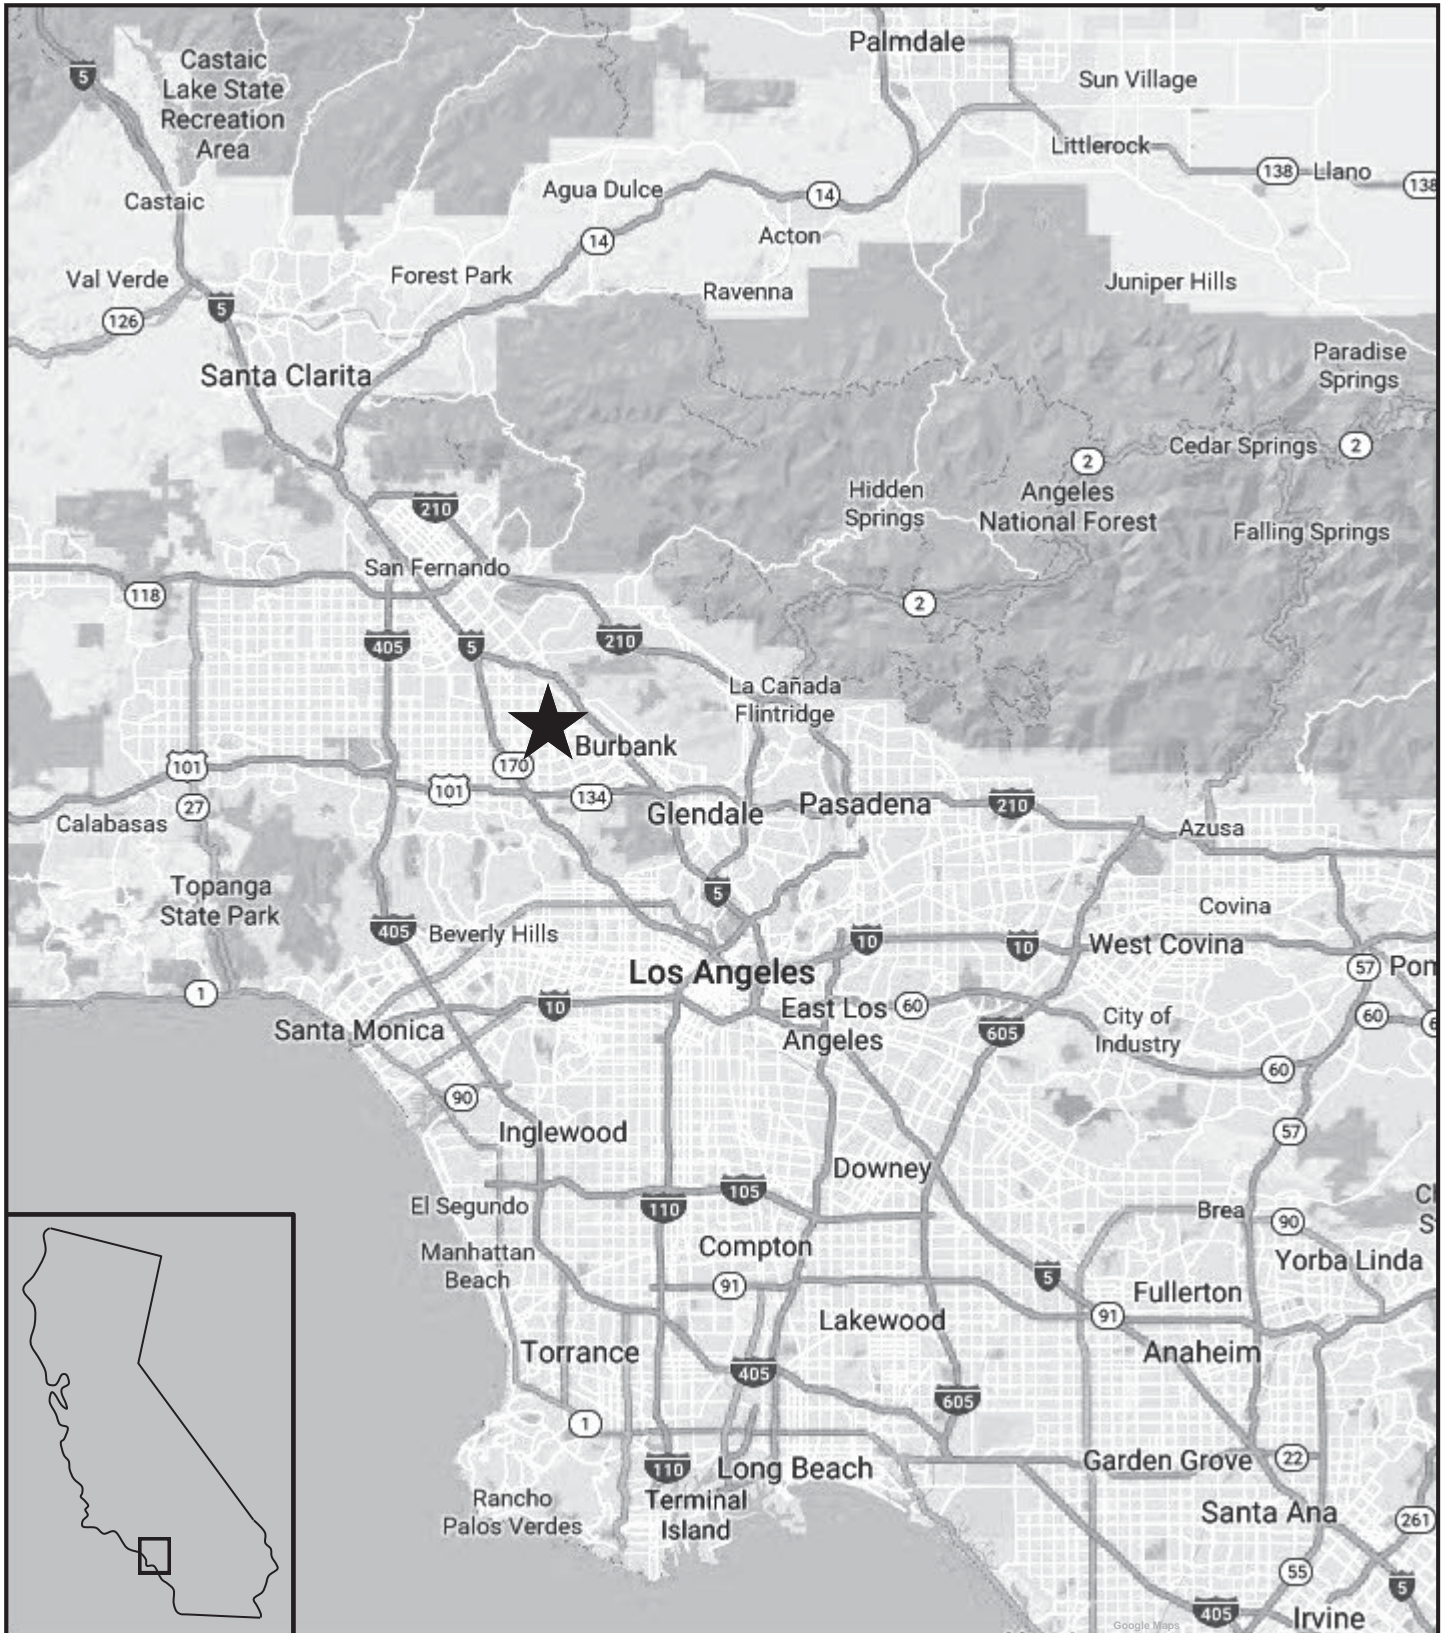 Palmdale
5
Castaic
Lake State
Recreation
Area
Sun Village
Littlerock
138
Llano
138
Castaic
Agua Dulce
14
14
Acton
Val Verde
Forest Park
Ravenna
Juniper Hills
126
5
Santa Clarita
Paradise
Springs
Cedar Springs
2
2
Hidden
Springs
Angeles
National Forest
Falling Springs
210
San Fernando
118
2
405
5
210
La Cañada
Flintridge
Burbank
170
101
101
134
27
Calabasas
Glendale
Pasadena
210
Azusa
Topanga
State Park
5
405
Beverly Hills
Covina
10
10
West Covina
Los Angeles
57
Pom
1
10
East Los
Angeles
60
City of
Industry
60
6
Santa Monica
605
60
90
Inglewood
57
Downey
El Segundo
110
105
Brea
90
Manhattan
Beach
Compton
Yorba Linda
91
5
Fullerton
Lakewood
91
Torrance
Anaheim
405
605
1
110
Long Beach
Garden Grove
22
Rancho
Palos Verdes
Terminal
Island
Santa Ana
261
55
5
405
Irvine
Google Maps